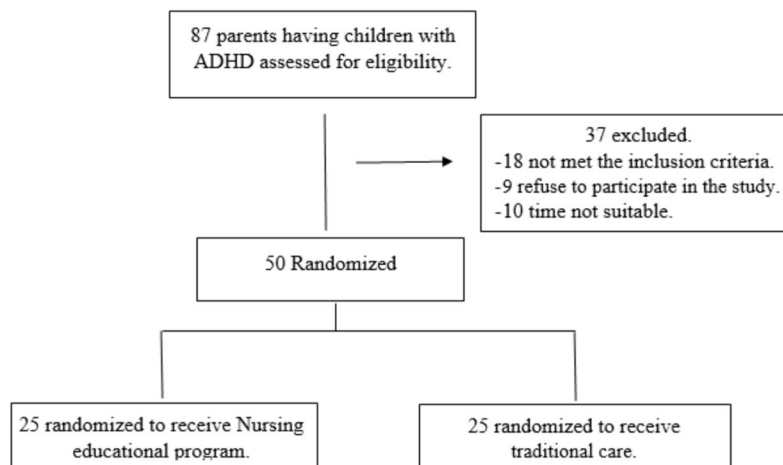 87 parents having children with
ADHD assessed for eligibility.
37 excluded.
-18 not met the inclusion criteria.
-9 refuse to participate in the study.
-10 time not suitable.
50 Randomized
25 randomized to receive Nursing
educational program.
25 randomized to receive
traditional care.